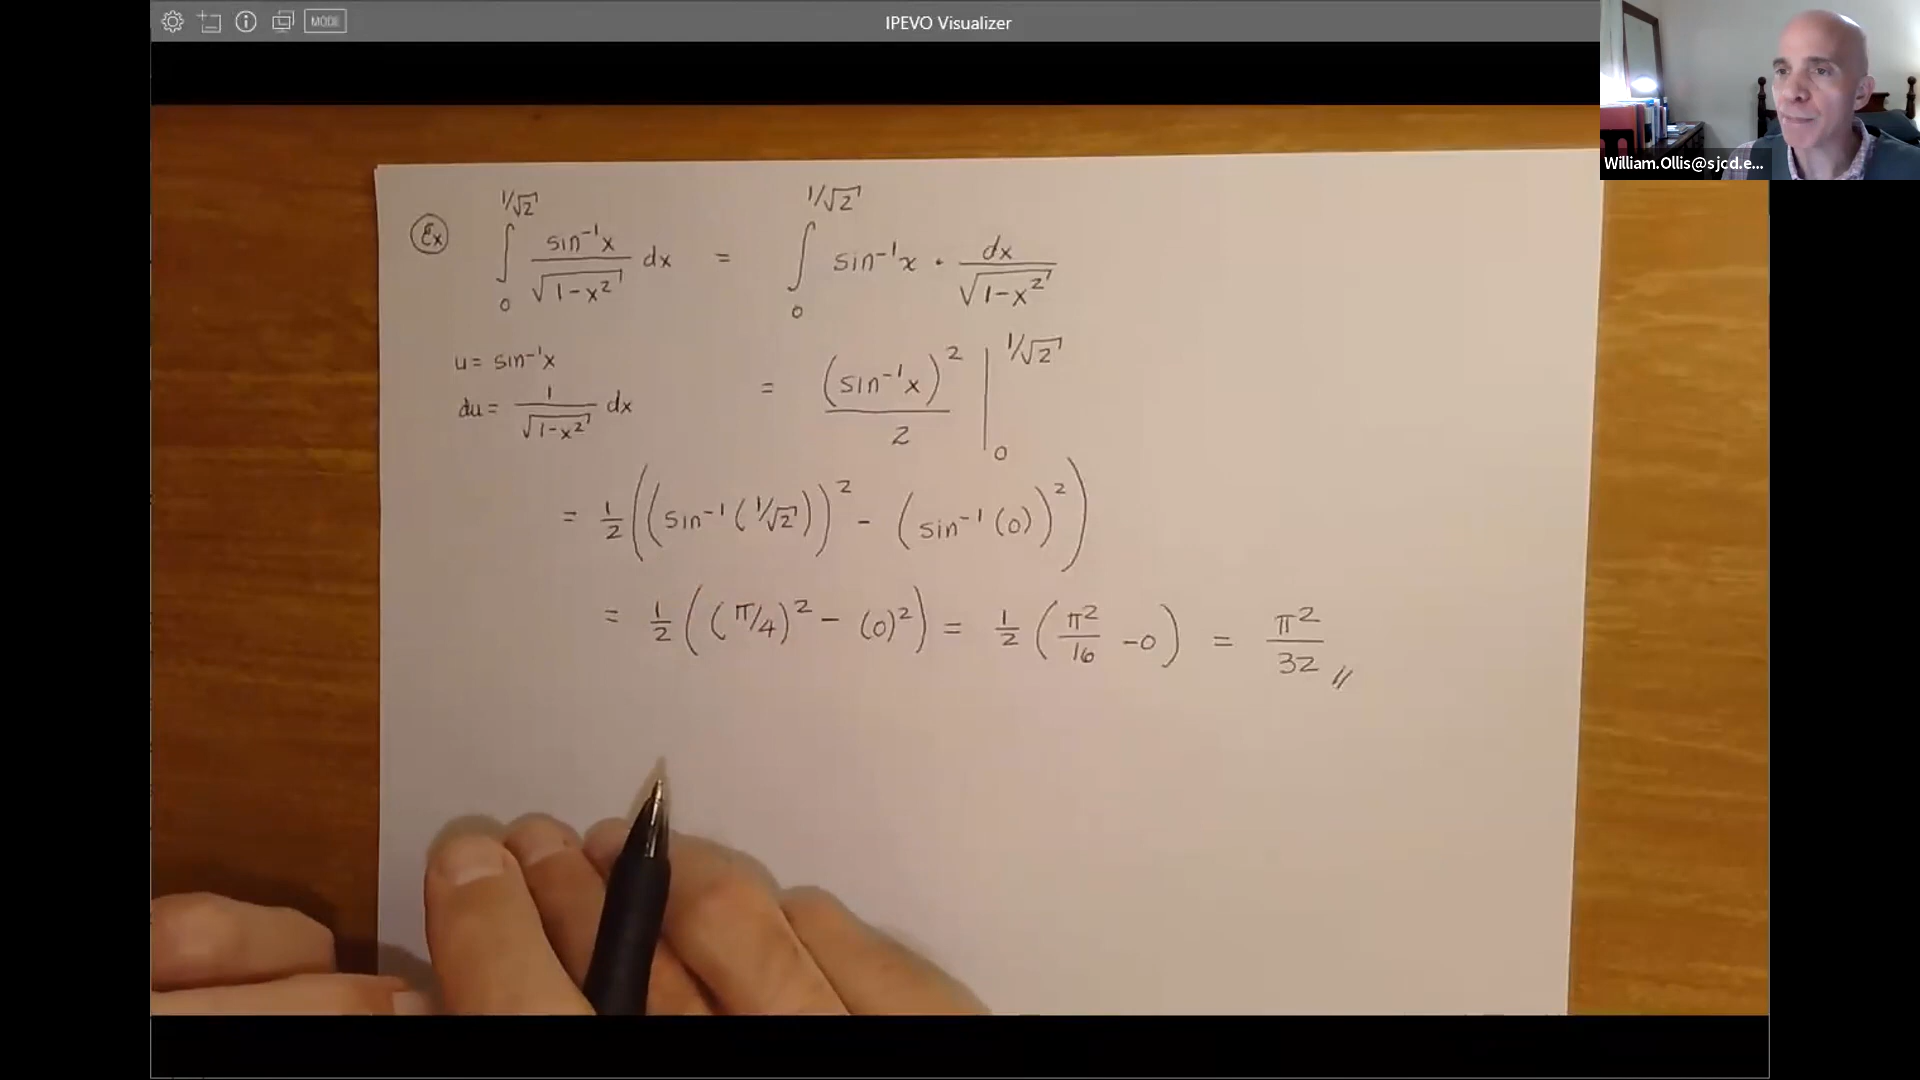 MODE
IPEVO Visualizer
William.Ollis@sjcd.e...
Ex ∫₀^{1/√2} sin⁻¹x / √(1-x²) dx = ∫₀^{1/√2} sin⁻¹x · dx / √(1-x²)
u = sin⁻¹x
= (sin⁻¹x)² / 2 |₀^{1/√2}
du = 1/√(1-x²) dx
= 1/2 ((sin⁻¹(1/√2))² - (sin⁻¹(0))²)
= 1/2 ((π/4)² - (0)²) = 1/2 (π²/16 - 0) = π²/32 //